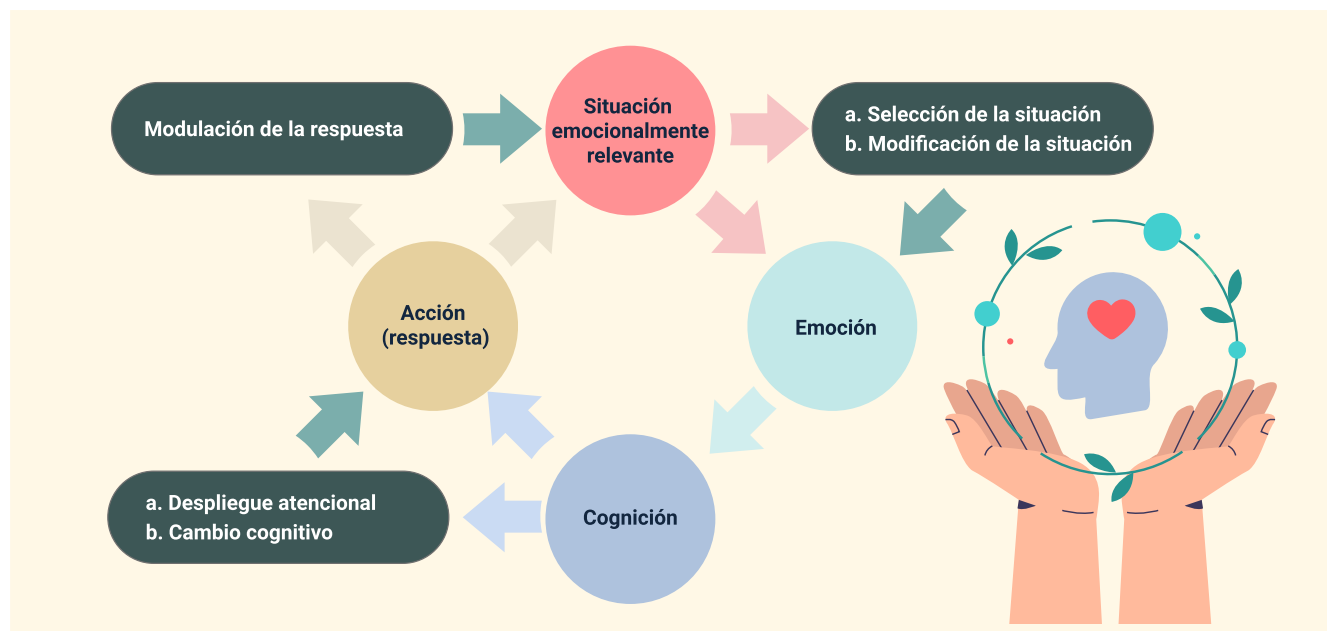 Modulación de la respuesta
Situación
emocionalmente
relevante
a. Selección de la situación
b. Modificación de la situación
Acción
(respuesta)
Emoción
a. Despliegue atencional
b. Cambio cognitivo
Cognición